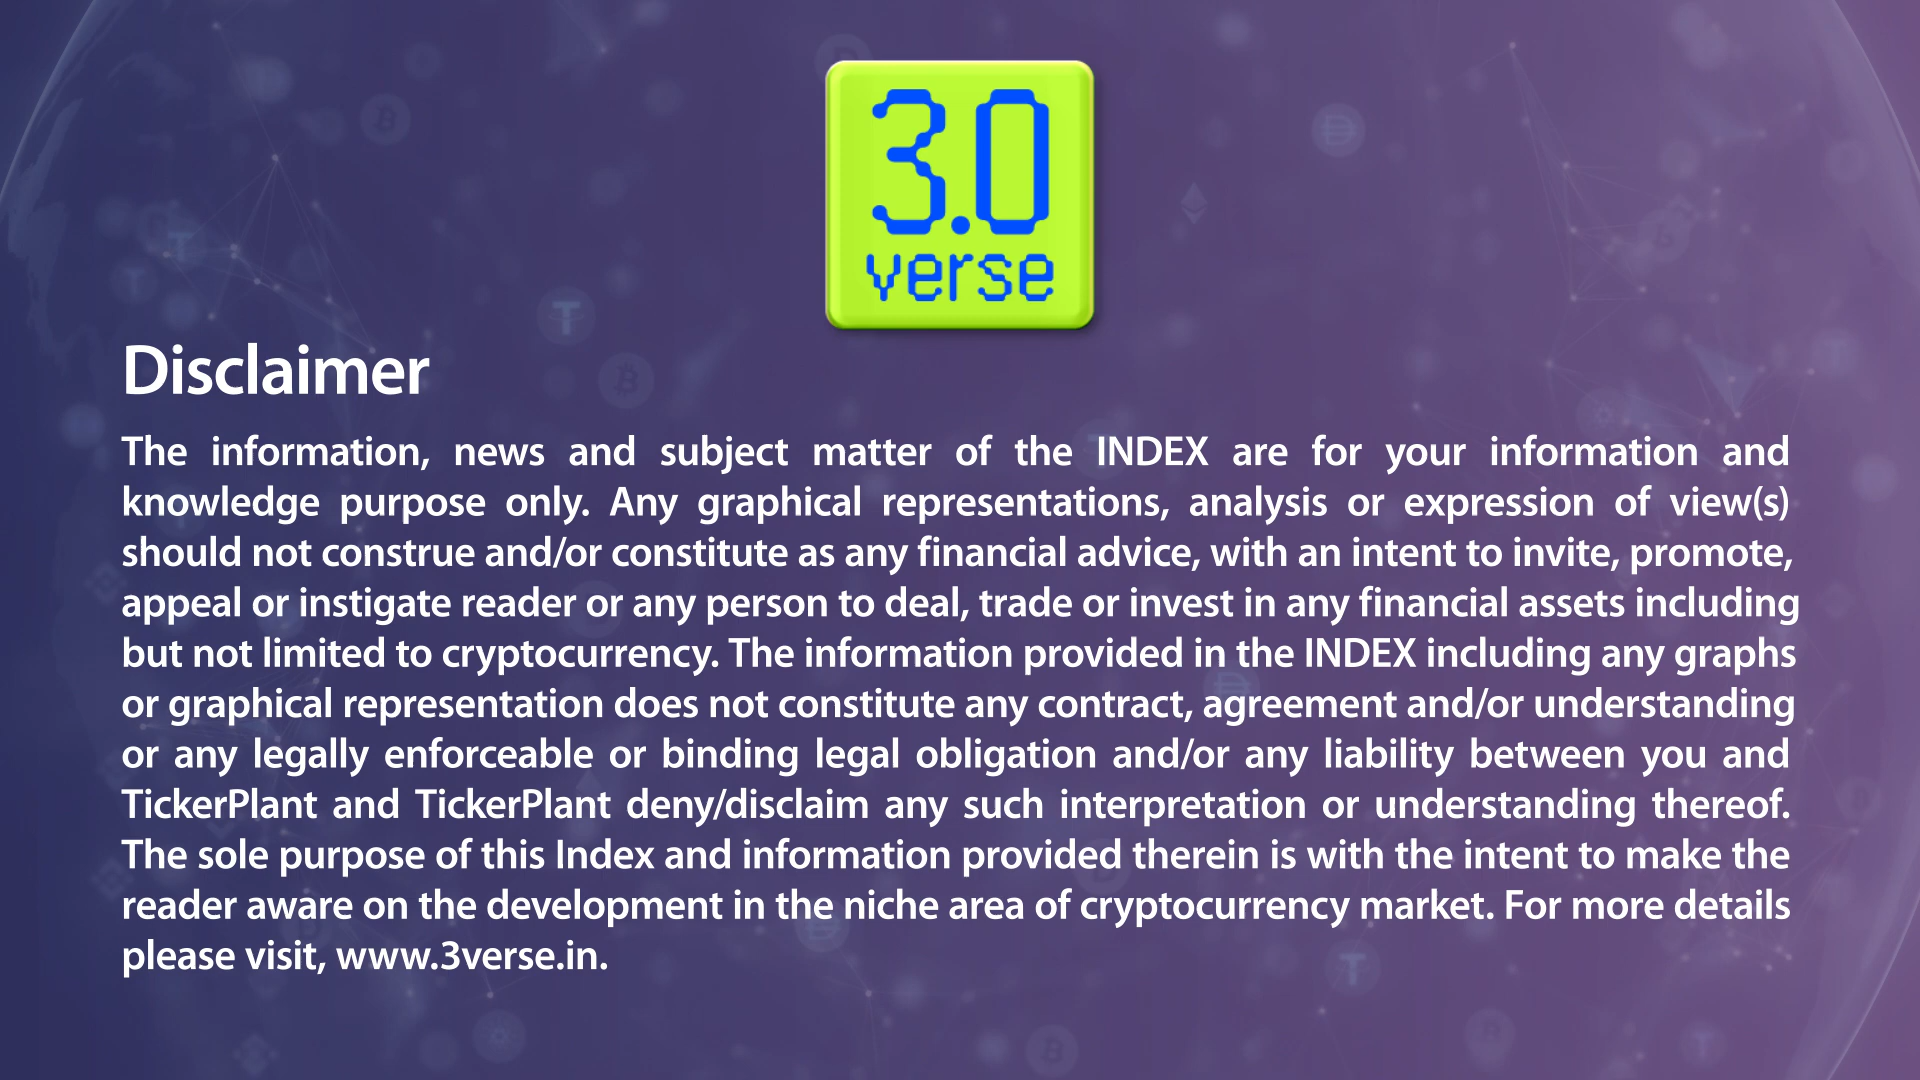 3.0
verse
Disclaimer
The information, news and subject matter of the INDEX are for your information and
knowledge purpose only. Any graphical representations, analysis or expression of view(s)
should not construe and/or constitute as any financial advice, with an intent to invite, promote,
appeal or instigate reader or any person to deal, trade or invest in any financial assets including
but not limited to cryptocurrency. The information provided in the INDEX including any graphs
or graphical representation does not constitute any contract, agreement and/or understanding
or any legally enforceable or binding legal obligation and/or any liability between you and
TickerPlant and TickerPlant deny/disclaim any such interpretation or understanding thereof.
The sole purpose of this Index and information provided therein is with the intent to make the
reader aware on the development in the niche area of cryptocurrency market. For more details
please visit, www.3verse.in.